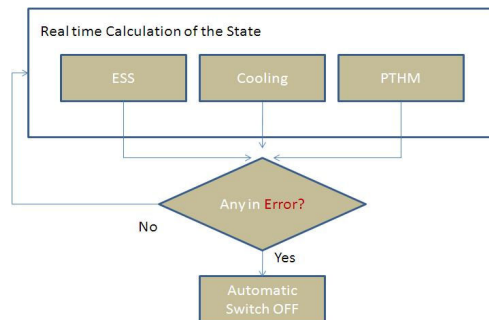 Real time Calculation of the State
ESS Cooling PTHM
Any in Error?
No
Yes
Automatic
Switch OFF